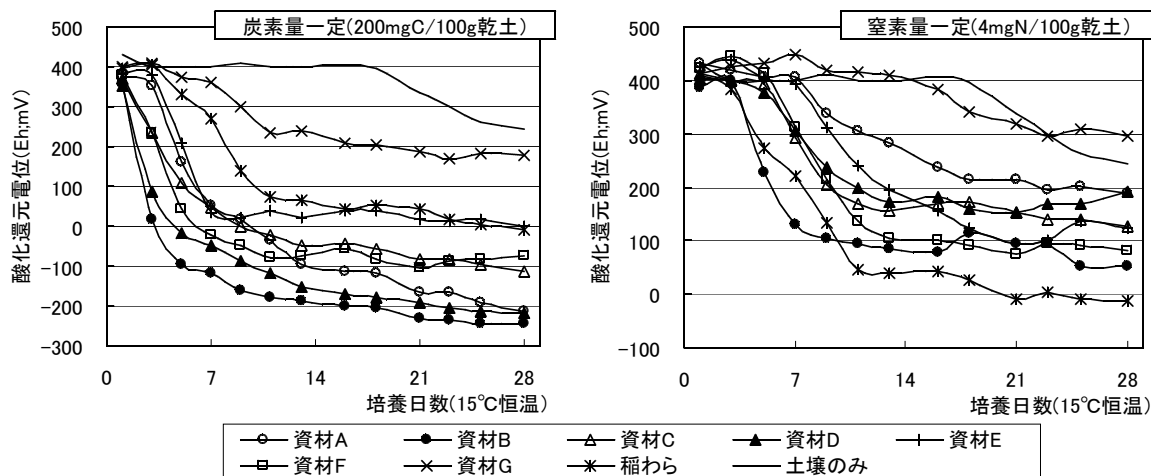 炭素量一定(200mgC/100g乾土)
500
400
300
200
100
0
−100
−200
−300
酸化還元電位(Eh;mV)
0 7 14 21 28
培養日数(15℃恒温)
窒素量一定(4mgN/100g乾土)
500
400
300
200
100
0
−100
酸化還元電位(Eh;mV)
0 7 14 21 28
培養日数(15℃恒温)
資材A 資材B 資材C 資材D 資材E
資材F 資材G 稲わら 土壌のみ